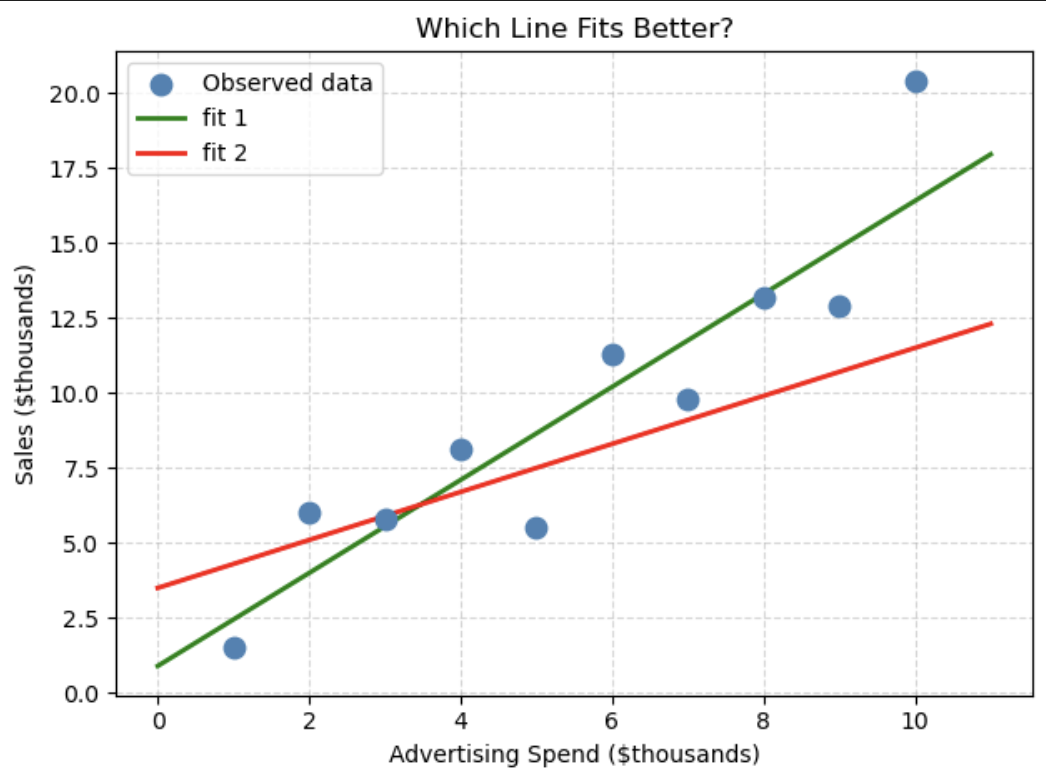 Which Line Fits Better?
Observed data
fit 1
fit 2
20.0
17.5
15.0
12.5
10.0
7.5
5.0
2.5
0.0
Sales ($thousands)
0 2 4 6 8 10
Advertising Spend ($thousands)